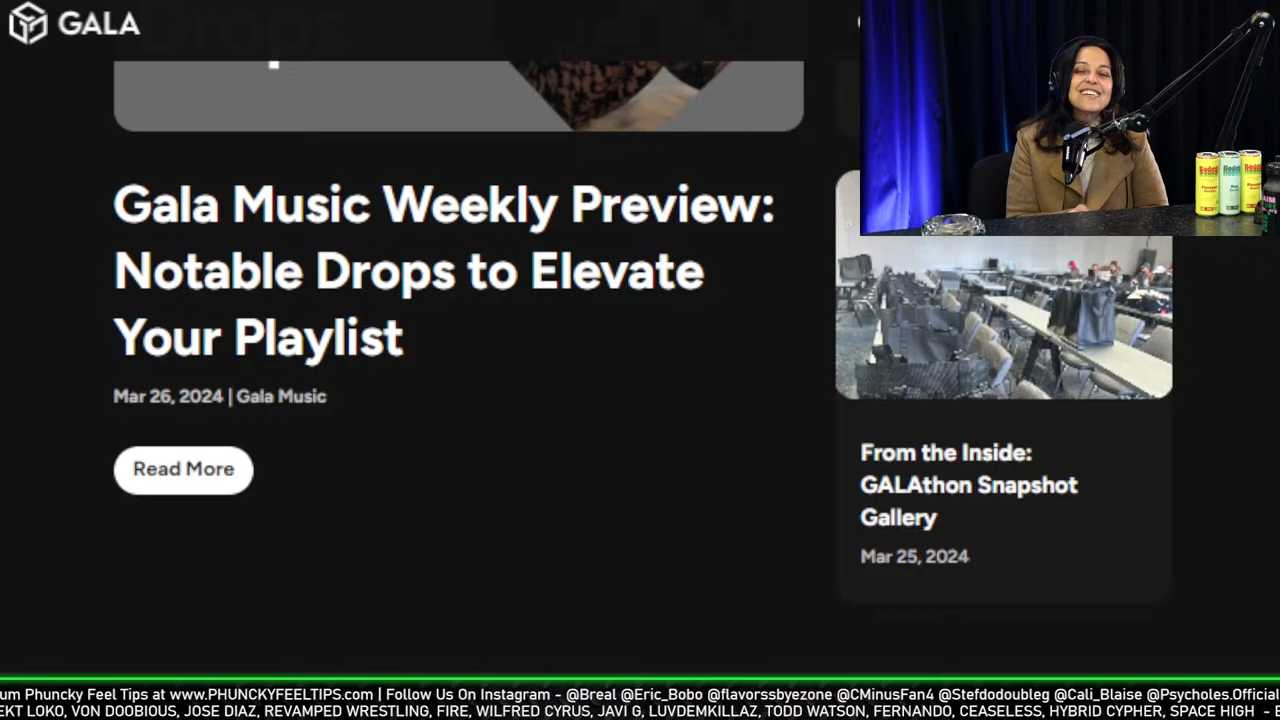 GALA
Gala Music Weekly Preview:
Notable Drops to Elevate
Your Playlist
Mar 26, 2024 | Gala Music
Read More
From the Inside:
GALAthon Snapshot
Gallery
Mar 25, 2024
um Phuncky Feel Tips at www.PHUNCKYFEELTIPS.com | Follow Us On Instagram - @Breal @Eric_Bobo @flavorssbyezone @CMinusFan4 @Stefdodoubleg @Cali_Blaise @Psycholes.Official
EKT LOKO, VON DOOBIOUS, JOSE DIAZ, REVAMPED WRESTLING, FIRE, WILFRED CYRUS, JAVI G, LUVDEMKILLAZ, TODD WATSON, FERNANDO, CEASELESS, HYBRID CYPHER, SPACE HIGH -